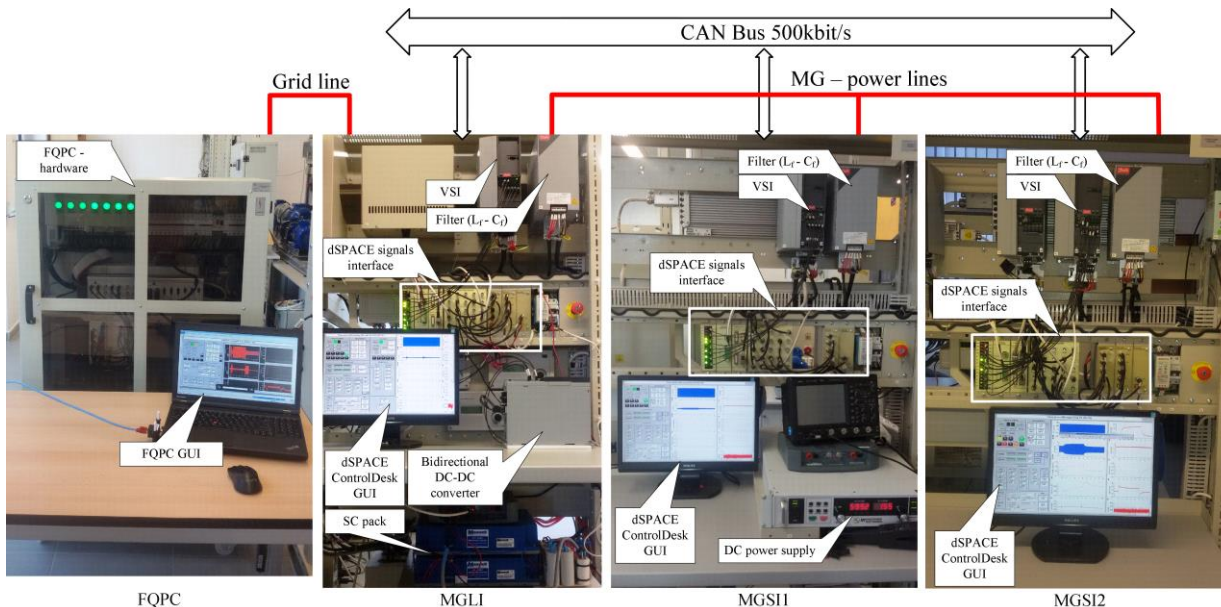 CAN Bus 500kbit/s
Grid line
MG – power lines
FQPC -
hardware
FQPC GUI
VSI
Filter (Lf - Cf)
dSPACE signals
interface
dSPACE
ControlDesk
GUI
Bidirectional
DC-DC
converter
SC pack
Filter (Lf - Cf)
VSI
dSPACE signals
interface
dSPACE
ControlDesk
GUI
DC power supply
Filter (Lf - Cf)
VSI
dSPACE signals
interface
dSPACE
ControlDesk
GUI
FQPC
MGLI
MGSI1
MGSI2